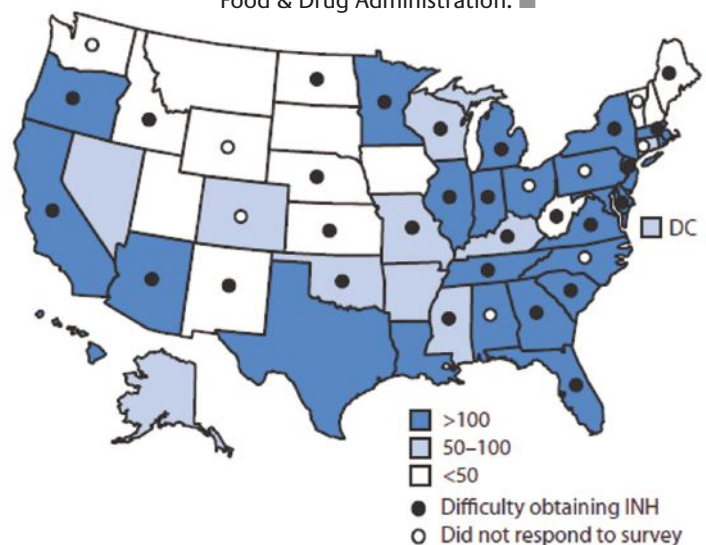 Food & Drug Administration.
DC
>100
50–100
<50
Difficulty obtaining INH
Did not respond to survey